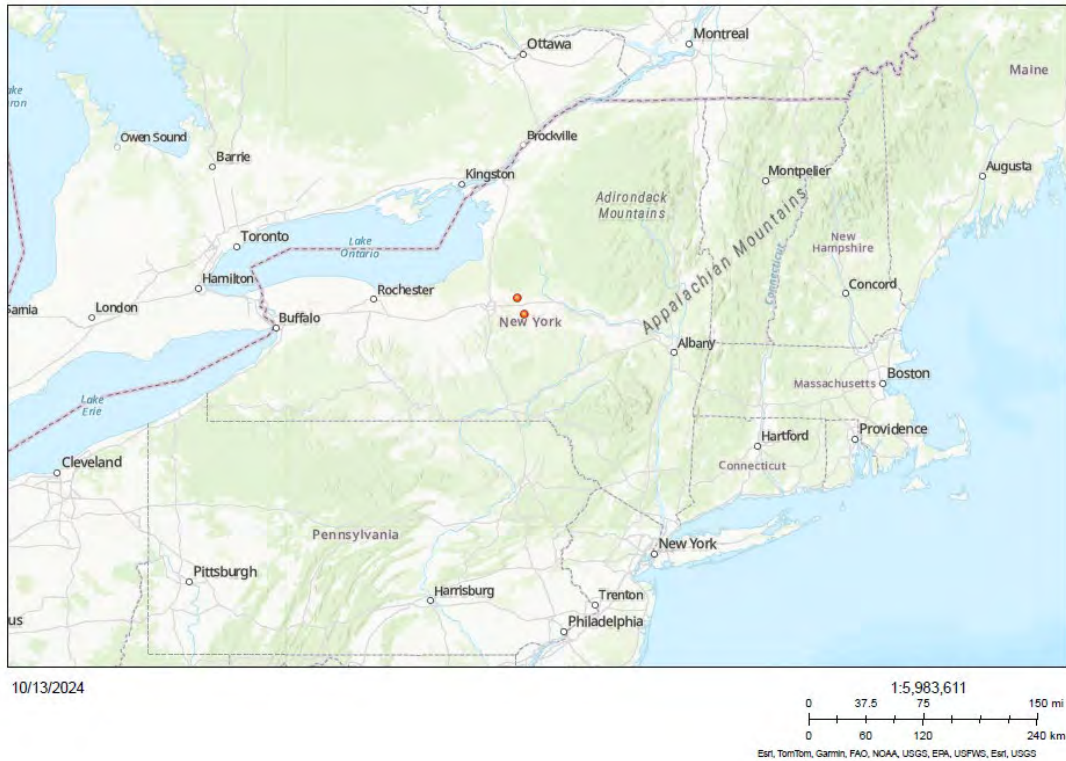 Ottawa
Montreal
Maine
Lake
Owen Sound
Brockville
Barrie
Kingston
Montpelier
Augusta
Adirondack
Mountains
Toronto
Lake
Ontario
New
Hampshire
Appalachian Mountains
Connecticut
Hamilton
Rochester
Concord
London
Buffalo
New York
Albany
Boston
Massachusetts
Lake
Erie
Hartford
Providence
Cleveland
Connecticut
Pennsylvania
New York
Pittsburgh
Harrisburg
Trenton
us
Philadelphia
10/13/2024
1:5,983,611
0 37.5 75 150 mi
0 60 120 240 km
Esri, TomTom, Garmin, FAO, NOAA, USGS, EPA, USFWS, Esri, USGS